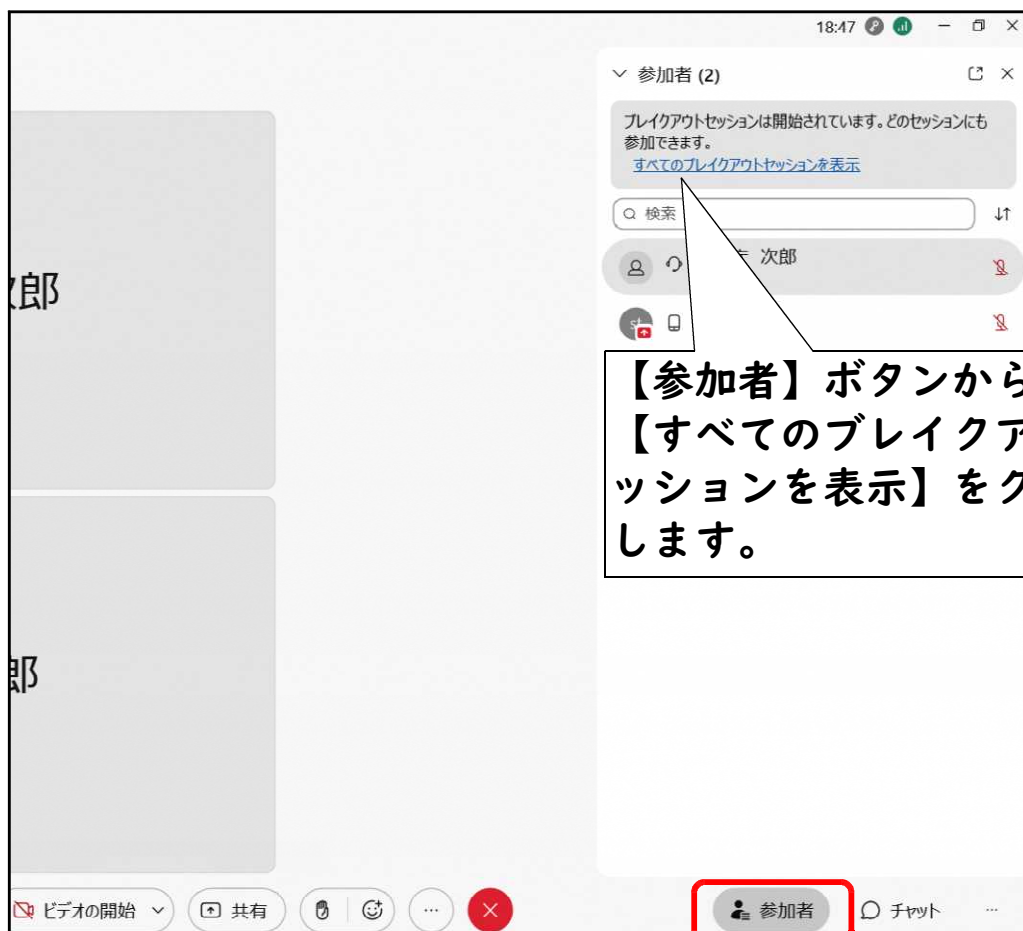 18:47
参加者 (2)
ブレイクアウトセッションは開始されています。どのセッションにも
参加できます。
すべてのブレイクアウトセッションを表示
検索
次郎
st
【参加者】ボタンから
【すべてのブレイクア
ッションを表示】をク
します。
郎
郎
ビデオの開始
共有
参加者
チャット